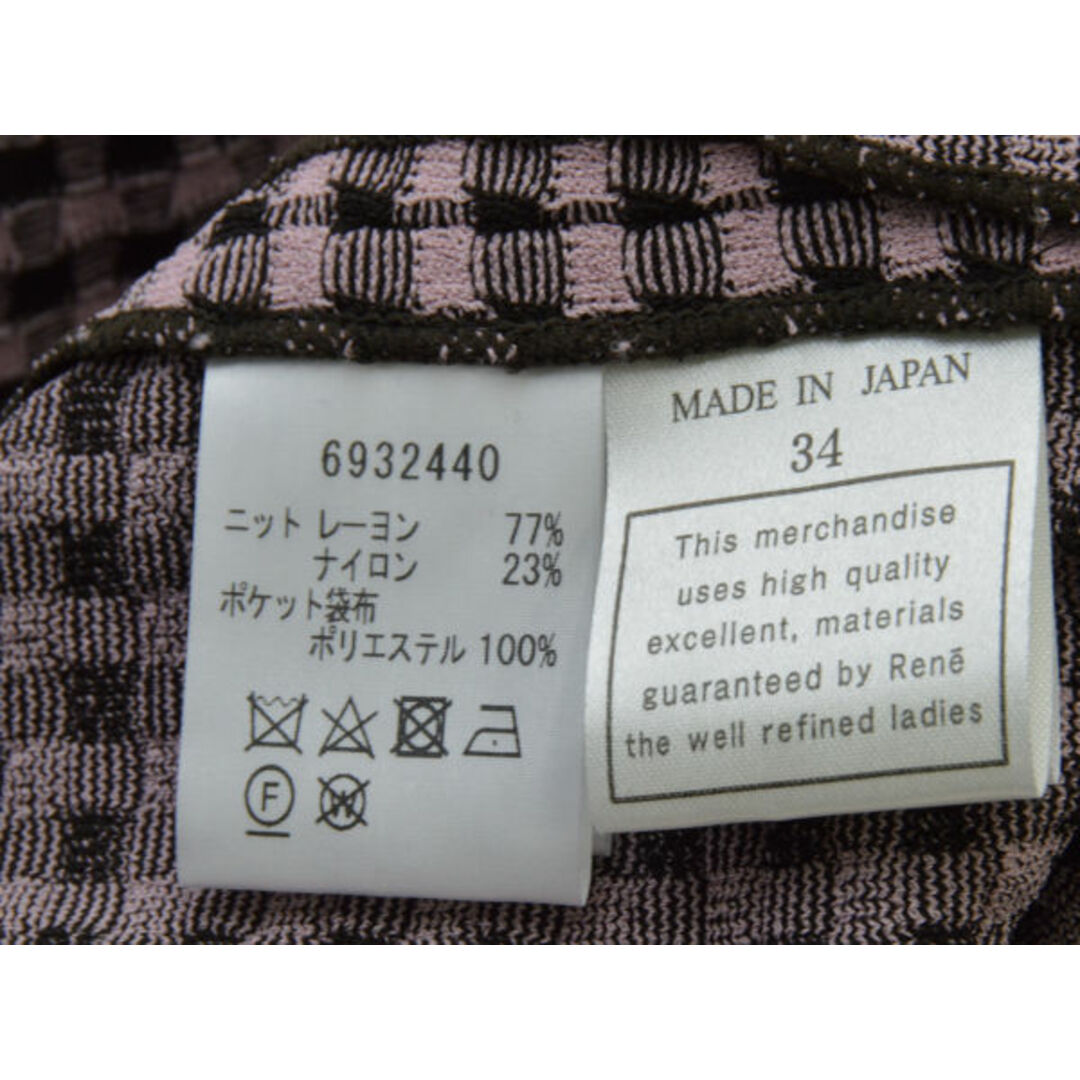 6932440
ニット レーヨン 77%
ナイロン 23%
ポケット袋布
ポリエステル 100%
F
W
MADE IN JAPAN
34
This merchandise
uses high quality
excellent, materials
guaranteed by Renē
the well refined ladies